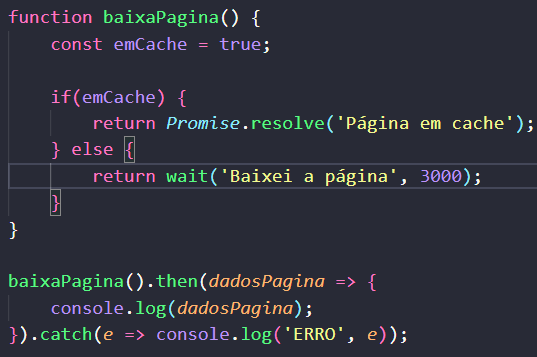 function baixaPagina() {
    const emCache = true;

    if(emCache) {
        return Promise.resolve('Página em cache');
    } else {
        return wait('Baixei a página', 3000);
    }
}

baixaPagina().then(dadosPagina => {
    console.log(dadosPagina);
}).catch(e => console.log('ERRO', e));